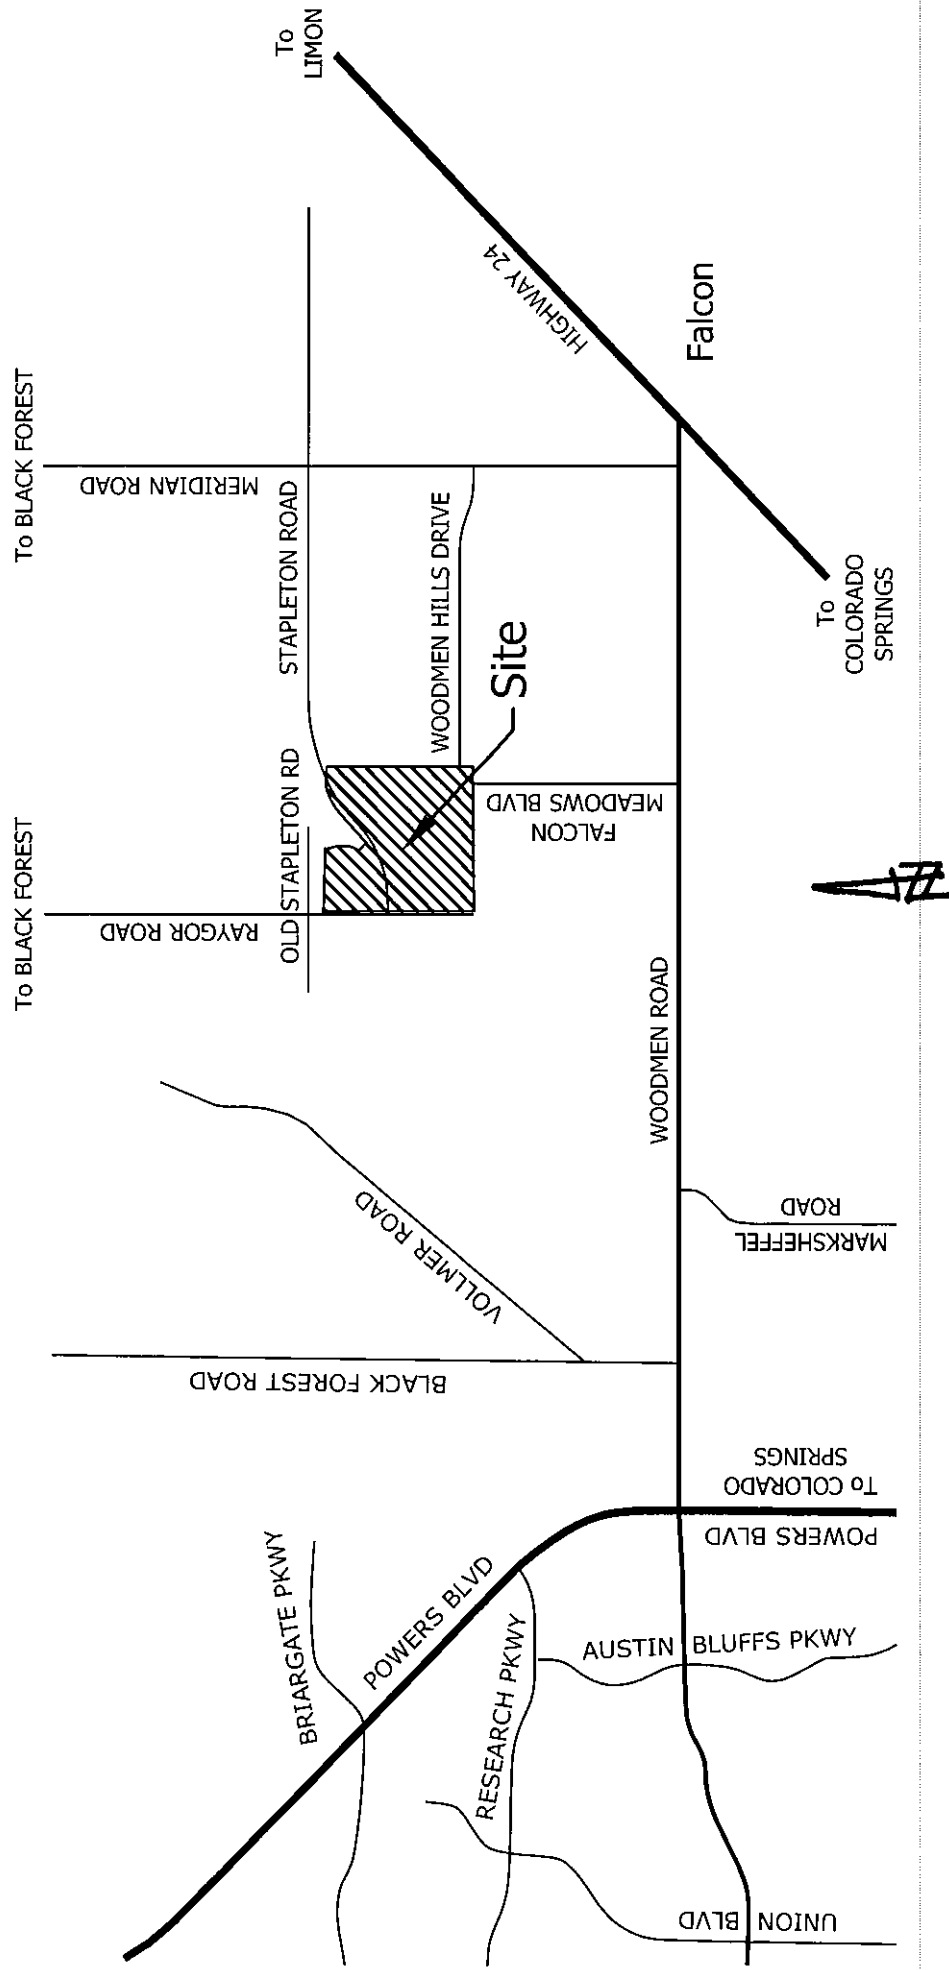 To
LIMON
HIGHWAY 24
Falcon
To BLACK FOREST
MERIDIAN ROAD
STAPLETON ROAD
WOODMEN HILLS DRIVE
Site
To
COLORADO
SPRINGS
OLD STAPLETON RD
FALCON
MEADOWS BLVD
To BLACK FOREST
RAYGOR ROAD
WOODMEN ROAD
VOLLMER ROAD
MARKSHEFFEL
ROAD
BLACK FOREST ROAD
To COLORADO
SPRINGS
POWERS BLVD
BRIARGATE PKWY
POWERS BLVD
RESEARCH PKWY
AUSTIN BLUFFS PKWY
UNION BLVD
N